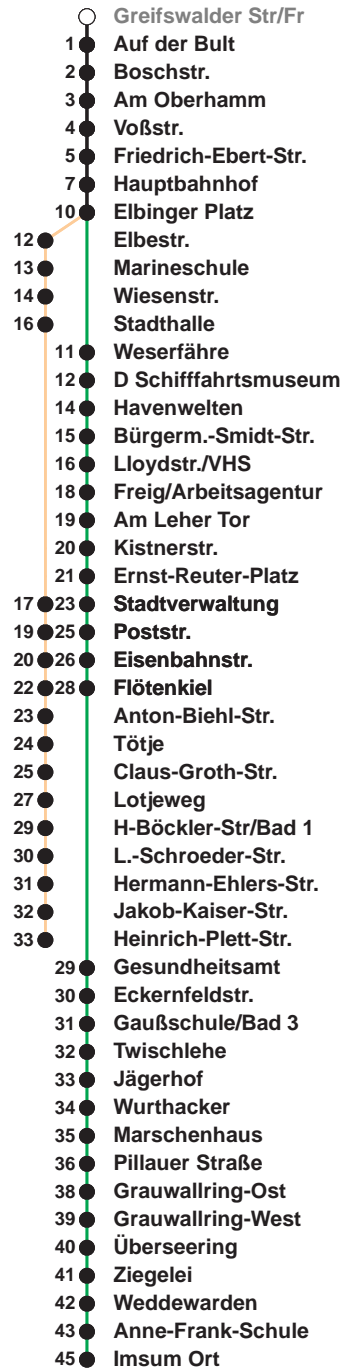 Greifswalder Str/Fr
1 Auf der Bult
2 Boschstr.
3 Am Oberhamm
4 Voßstr.
5 Friedrich-Ebert-Str.
7 Hauptbahnhof
10 Elbinger Platz
12 Elbestr.
13 Marineschule
14 Wiesenstr.
16 Stadthalle
11 Weserfähre
12 D Schifffahrtsmuseum
14 Havenwelten
15 Bürgerm.-Smidt-Str.
16 Lloydstr./VHS
18 Freig/Arbeitsagentur
19 Am Leher Tor
20 Kistnerstr.
21 Ernst-Reuter-Platz
17 23 Stadtverwaltung
19 25 Poststr.
20 26 Eisenbahnstr.
22 28 Flötenkiel
23 Anton-Biehl-Str.
24 Tötje
25 Claus-Groth-Str.
27 Lotjeweg
29 H-Böckler-Str/Bad 1
30 L.-Schroeder-Str.
31 Hermann-Ehlers-Str.
32 Jakob-Kaiser-Str.
33 Heinrich-Plett-Str.
29 Gesundheitsamt
30 Eckernfeldstr.
31 Gaußschule/Bad 3
32 Twischlehe
33 Jägerhof
34 Wurthacker
35 Marschenhaus
36 Pillauer Straße
38 Grauwallring-Ost
39 Grauwallring-West
40 Überseering
41 Ziegelei
42 Weddewarden
43 Anne-Frank-Schule
45 Imsum Ort